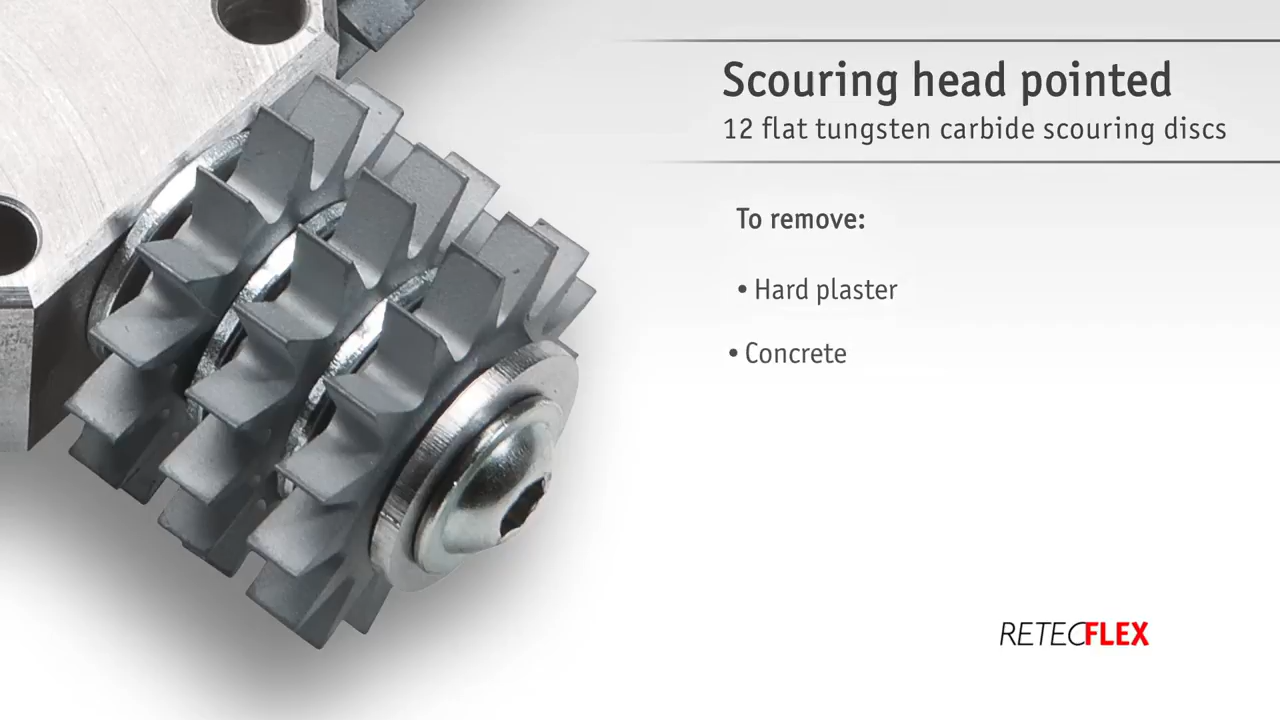 Scouring head pointed
12 flat tungsten carbide scouring discs
To remove:
• Hard plaster
• Concrete
RETECFLEX